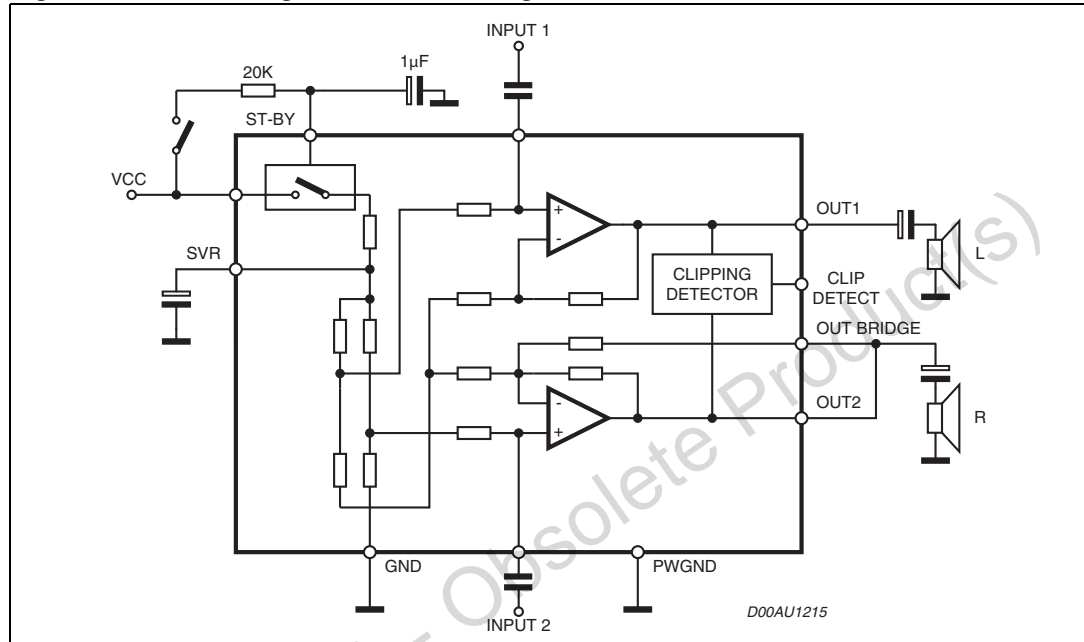 INPUT 1
1µF
20K
ST-BY
VCC
+
-
OUT1
SVR
L
CLIPPING
DETECTOR
CLIP
DETECT
OUT BRIDGE
-
+
OUT2
R
GND
PWGND
INPUT 2
D00AU1215
- Obsolete Product(s)